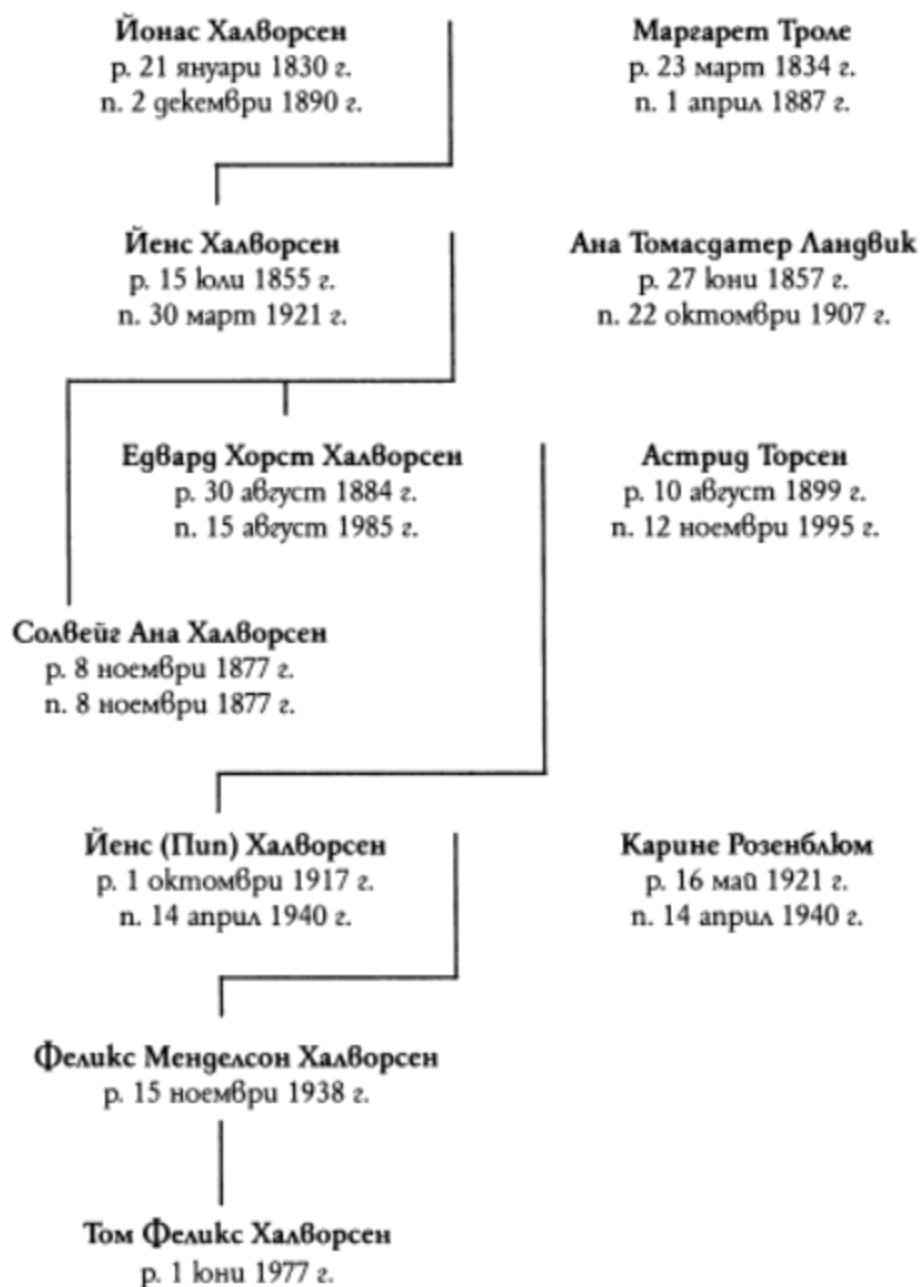 Йонас Халворсен
р. 21 януари 1830 г.
п. 2 декември 1890 г.
Маргарет Троле
р. 23 март 1834 г.
п. 1 април 1887 г.
Йенс Халворсен
р. 15 юли 1855 г.
п. 30 март 1921 г.
Ана Томасдатер Ландвик
р. 27 юни 1857 г.
п. 22 октомври 1907 г.
Едвард Хорст Халворсен
р. 30 август 1884 г.
п. 15 август 1985 г.
Астрид Торсен
р. 10 август 1899 г.
п. 12 ноември 1995 г.
Солвейг Ана Халворсен
р. 8 ноември 1877 г.
п. 8 ноември 1877 г.
Йенс (Пип) Халворсен
р. 1 октомври 1917 г.
п. 14 април 1940 г.
Карине Розенблюм
р. 16 май 1921 г.
п. 14 април 1940 г.
Феликс Менделсон Халворсен
р. 15 ноември 1938 г.
Том Феликс Халворсен
р. 1 юни 1977 г.